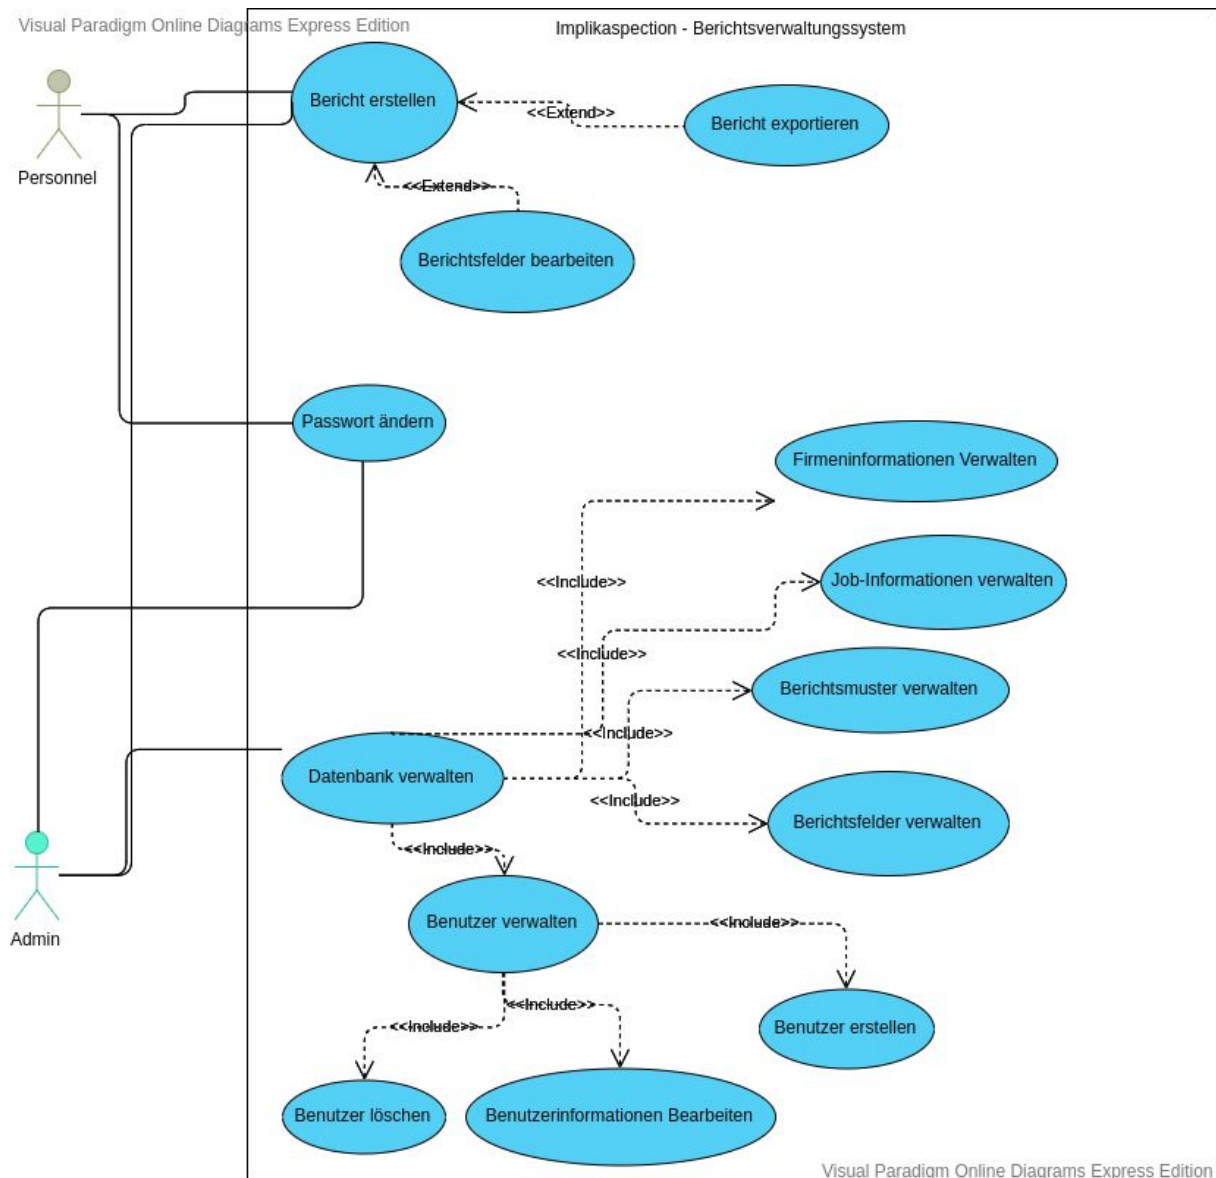 Visual Paradigm Online Diagrams Express Edition
Implikaspection - Berichtsverwaltungssystem
Bericht erstellen
<<Extend>>
Bericht exportieren
Personnel
<<Extend>>
Berichtsfelder bearbeiten
Passwort ändern
Firmeninformationen Verwalten
<<Include>>
Job-Informationen verwalten
<<Include>>
Berichtsmuster verwalten
<<Include>>
Datenbank verwalten
<<Include>>
Berichtsfelder verwalten
<<Include>>
Benutzer verwalten
<<Include>>
Admin
<<Include>>
<<Include>>
Benutzer erstellen
Benutzer löschen
Benutzerinformationen Bearbeiten
Visual Paradigm Online Diagrams Express Edition